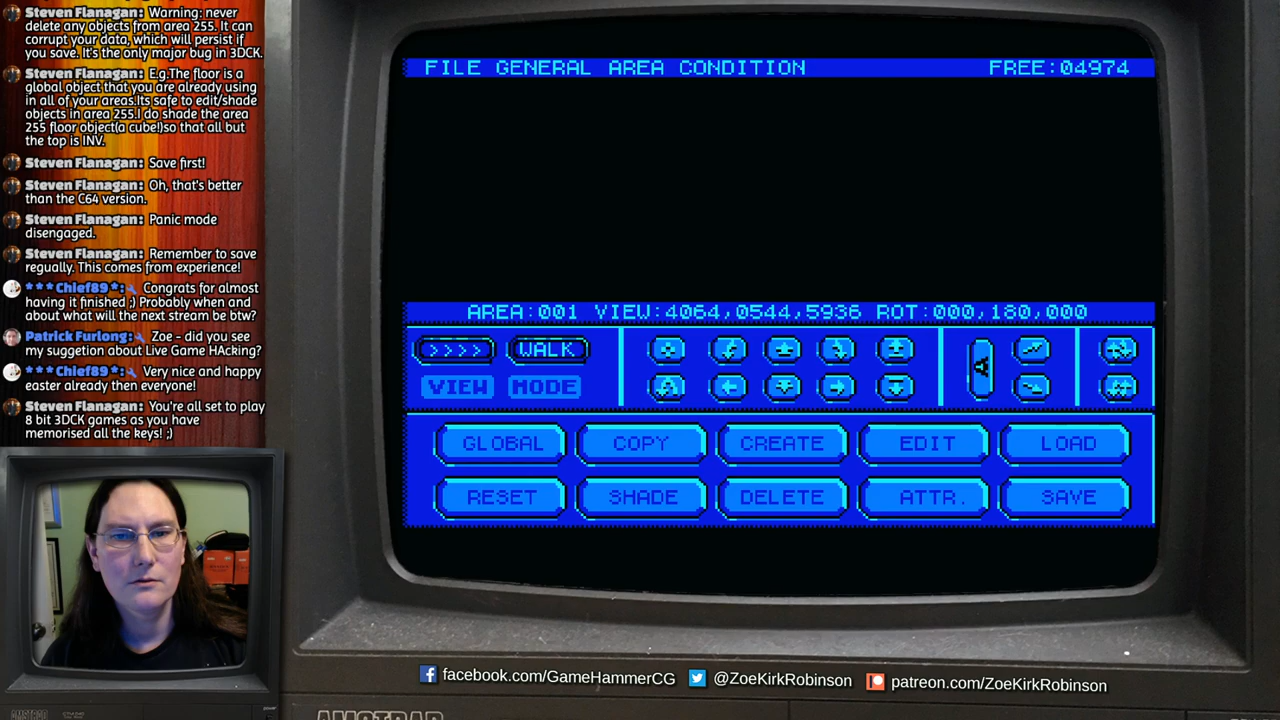 Steven Flanagan: Warning: never
delete any objects from area 255. It can
corrupt your data, which will persist if
you save. It's the only major bug in 3DCK.
Steven Flanagan: E.g.The floor is a
global object that you are already using
in all of your areas.Its safe to edit/shade
objects in area 255.I do shade the area
255 floor object(a cube!)so that all but
the top is INV.
Steven Flanagan: Save first!
Steven Flanagan: Oh, that's better
than the C64 version.
Steven Flanagan: Panic mode
disengaged.
Steven Flanagan: Remember to save
regually. This comes from experience!
***Chief89*: Congrats for almost
having it finished ;) Probably when and
about what will the next stream be btw?
Patrick Furlong: Zoe - did you see
my suggetion about Live Game HAcking?
***Chief89*: Very nice and happy
easter already then everyone!
Steven Flanagan: You're all set to play
8 bit 3DCK games as you have
memorised all the keys! ;)
FILE GENERAL AREA CONDITION FREE:04974
AREA:001 VIEW:4064,0544,5936 ROT:000,180,000
>>>> WALK
VIEW MODE
GLOBAL COPY CREATE EDIT LOAD
RESET SHADE DELETE ATTR. SAVE
facebook.com/GameHammerCG @ZoeKirkRobinson patreon.com/ZoeKirkRobinson
AMSTRAD